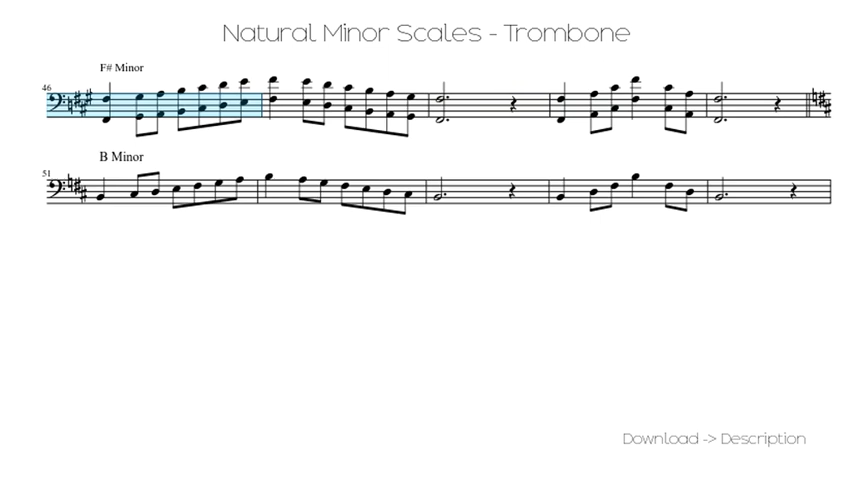 Natural Minor Scales - Trombone
F# Minor
46
B Minor
51
Download -> Description